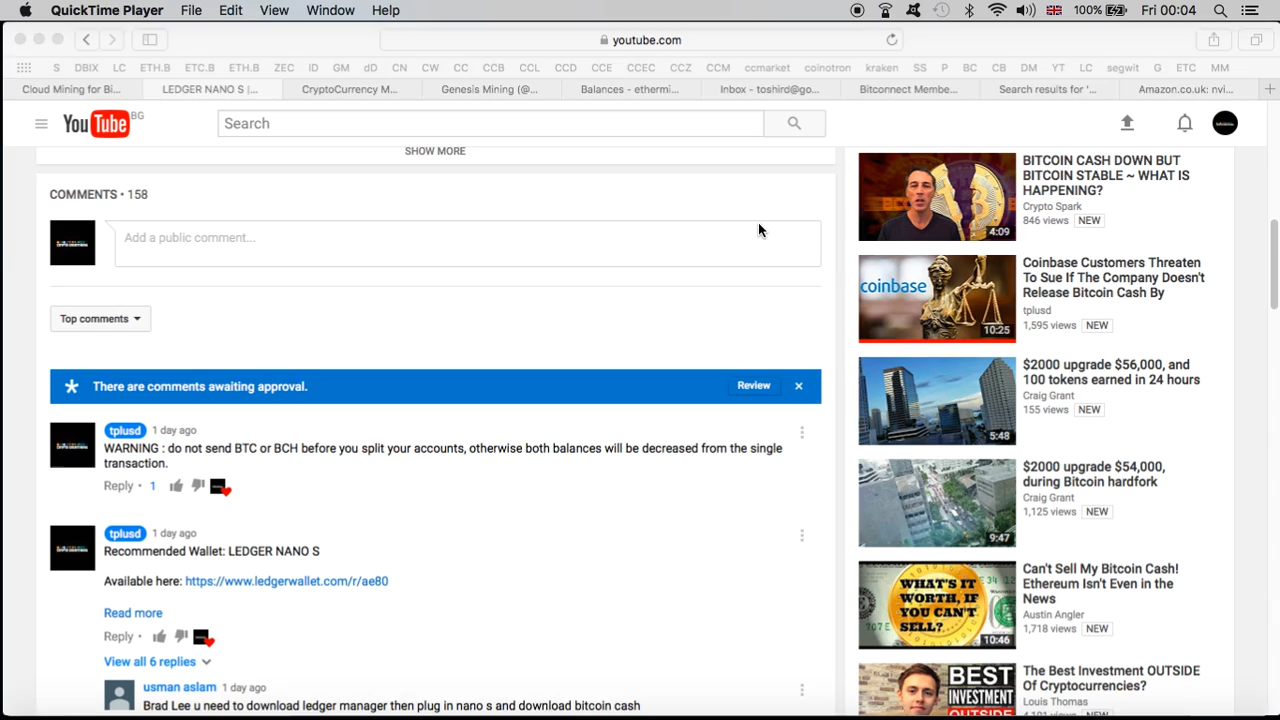 QuickTime Player File Edit View Window Help 100% Fri 00:04
youtube.com
S DBIX LC ETH.B ETC.B ETH.B ZEC ID GM dD CN CW CC CCB CCL CCD CCE CCEC CCZ CCM ccmarket coinotron kraken SS P BC CB DM YT LC segwit G ETC MM
Cloud Mining for Bi... LEDGER NANO S |... CryptoCurrency M... Genesis Mining (@... Balances - ethermi... Inbox - toshird@go... Bitconnect Membe... Search results for '... Amazon.co.uk: nvi...
YouTube BG
Search
SHOW MORE
COMMENTS • 158
Add a public comment...
Top comments
There are comments awaiting approval. Review
tplusd 1 day ago
WARNING : do not send BTC or BCH before you split your accounts, otherwise both balances will be decreased from the single
transaction.
Reply • 1
tplusd 1 day ago
Recommended Wallet: LEDGER NANO S
Available here: https://www.ledgerwallet.com/r/ae80
Read more
Reply •
View all 6 replies
usman aslam 1 day ago
Brad Lee u need to download ledger manger then plug in nano s and download bitcoin cash
4:09
BITCOIN CASH DOWN BUT
BITCOIN STABLE ~ WHAT IS
HAPPENING?
Crypto Spark
846 views NEW
coinbase
10:25
Coinbase Customers Threaten
To Sue If The Company Doesn't
Release Bitcoin Cash By
tplusd
1,595 views NEW
5:48
$2000 upgrade $56,000, and
100 tokens earned in 24 hours
Craig Grant
155 views NEW
9:47
$2000 upgrade $54,000,
during Bitcoin hardfork
Craig Grant
1,125 views NEW
WHAT'S IT
WORTH, IF
YOU CAN'T
SELL?
10:46
Can't Sell My Bitcoin Cash!
Ethereum Isn't Even in the
News
Austin Angler
1,718 views NEW
BEST
INVESTMENT
OUTSIDE
The Best Investment OUTSIDE
Of Cryptocurrencies?
Louis Thomas